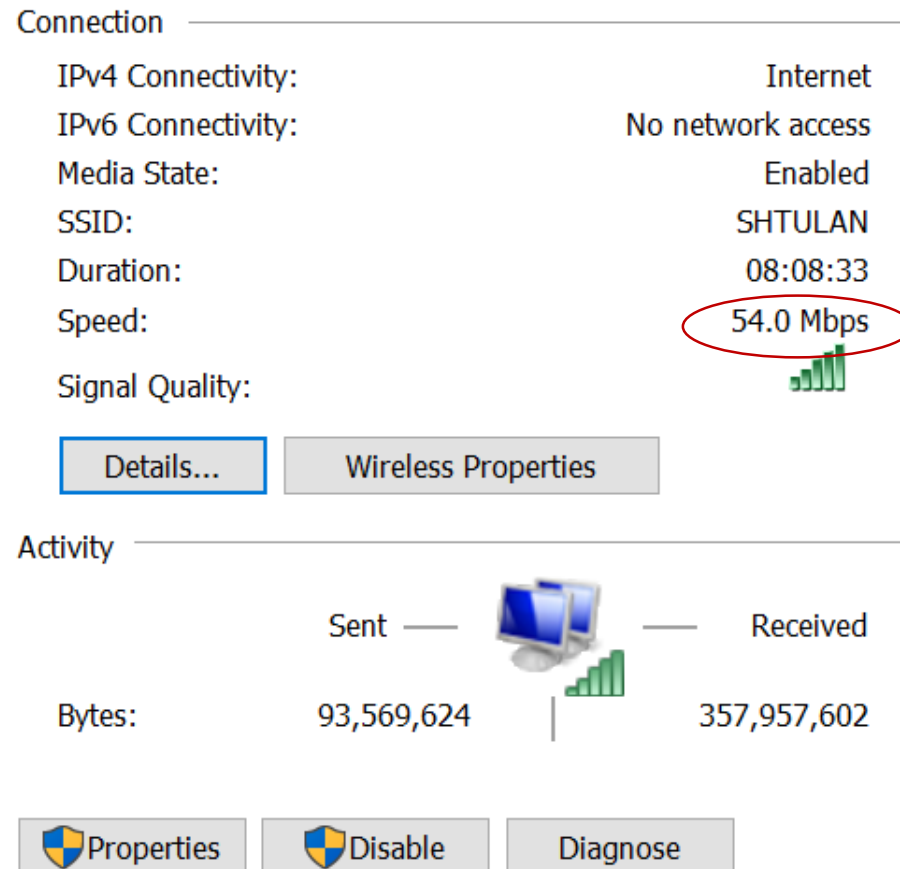 Connection
IPv4 Connectivity: Internet
IPv6 Connectivity: No network access
Media State: Enabled
SSID: SHTULAN
Duration: 08:08:33
Speed: 54.0 Mbps
Signal Quality:
Details... Wireless Properties
Activity
Sent Received
Bytes: 93,569,624 357,957,602
Properties Disable Diagnose